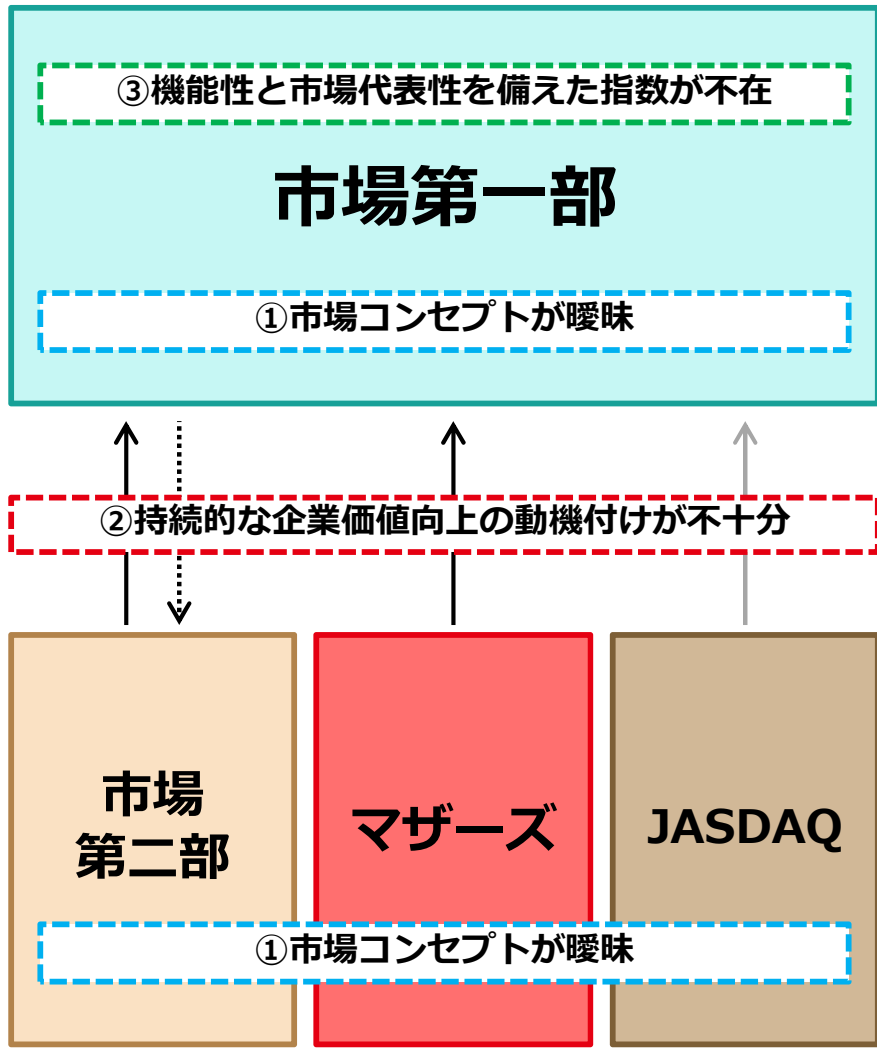 ③機能性と市場代表性を備えた指数が不在
市場第一部
①市場コンセプトが曖昧
②持続的な企業価値向上の動機付けが不十分
市場
第二部
マザーズ
JASDAQ
①市場コンセプトが曖昧